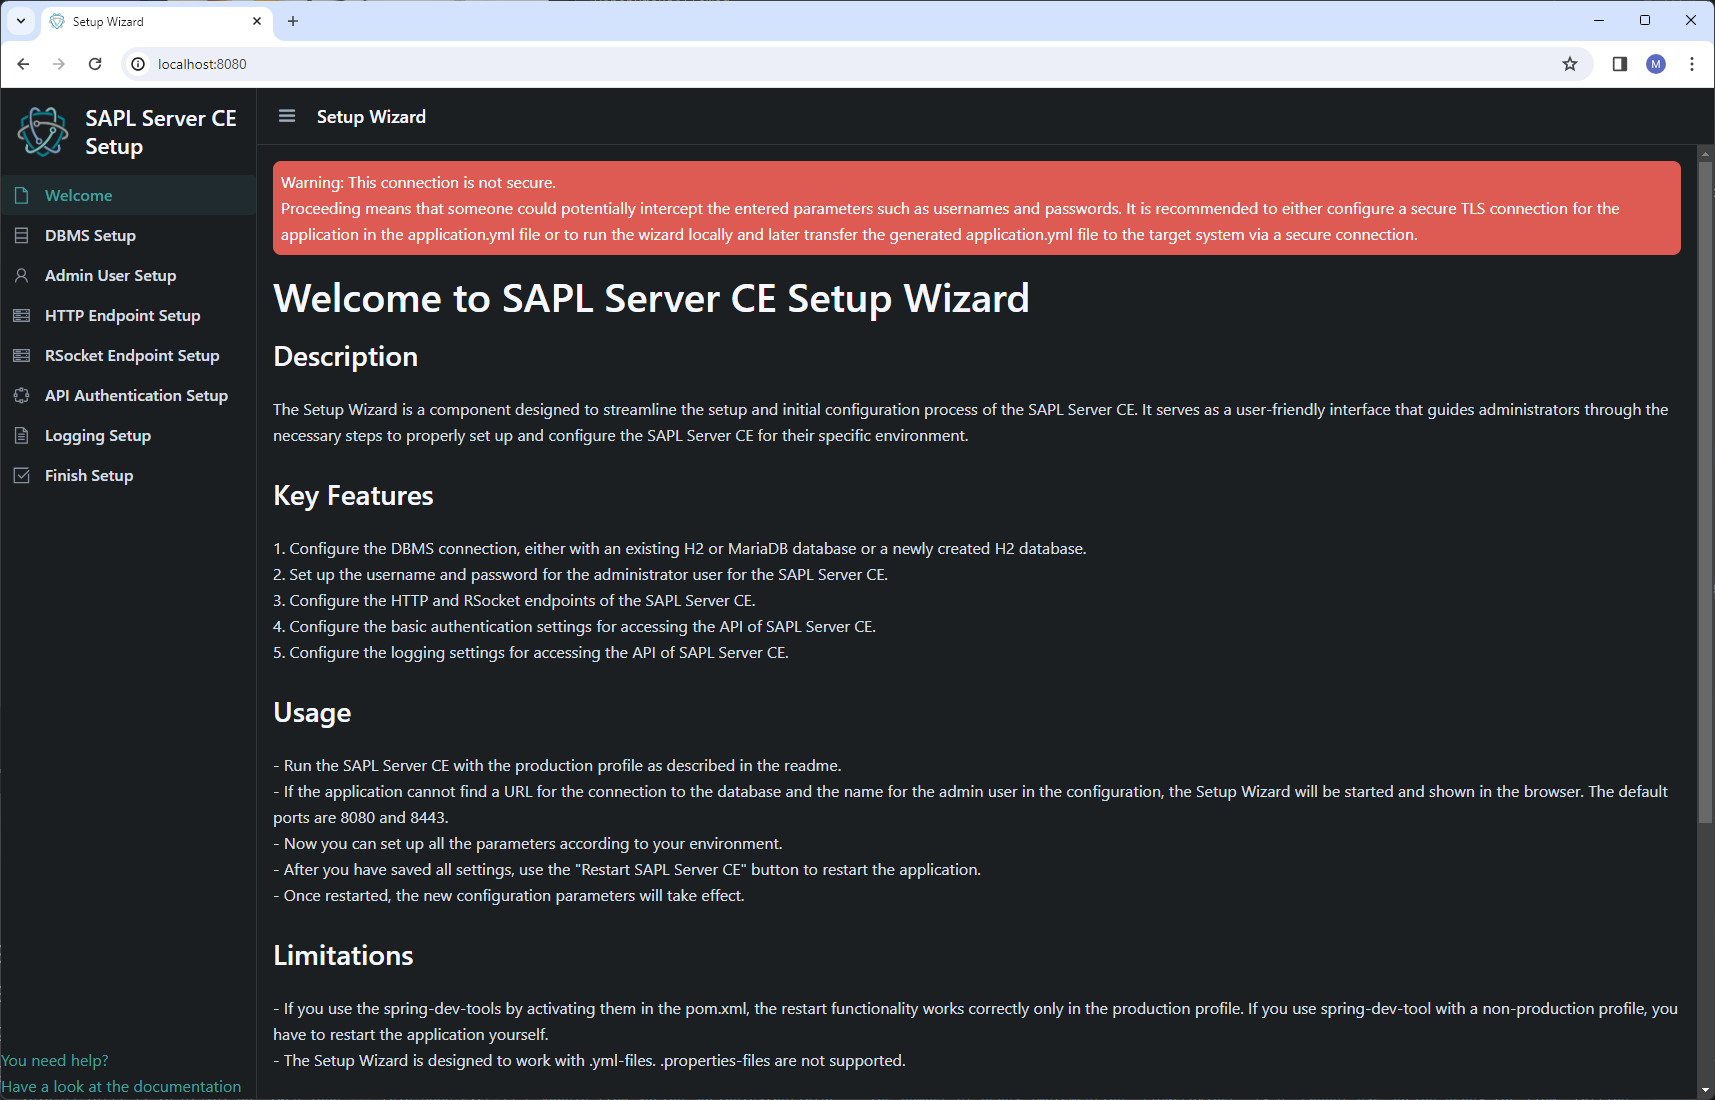 Setup Wizard
localhost:8080
M
SAPL Server CE
Setup
Setup Wizard
Welcome
DBMS Setup
Admin User Setup
HTTP Endpoint Setup
RSocket Endpoint Setup
API Authentication Setup
Logging Setup
Finish Setup
You need help?
Have a look at the documentation
Warning: This connection is not secure.
Proceeding means that someone could potentially intercept the entered parameters such as usernames and passwords. It is recommended to either configure a secure TLS connection for the
application in the application.yml file or to run the wizard locally and later transfer the generated application.yml file to the target system via a secure connection.
Welcome to SAPL Server CE Setup Wizard
Description
The Setup Wizard is a component designed to streamline the setup and initial configuration process of the SAPL Server CE. It serves as a user-friendly interface that guides administrators through the
necessary steps to properly set up and configure the SAPL Server CE for their specific environment.
Key Features
1. Configure the DBMS connection, either with an existing H2 or MariaDB database or a newly created H2 database.
2. Set up the username and password for the administrator user for the SAPL Server CE.
3. Configure the HTTP and RSocket endpoints of the SAPL Server CE.
4. Configure the basic authentication settings for accessing the API of SAPL Server CE.
5. Configure the logging settings for accessing the API of SAPL Server CE.
Usage
- Run the SAPL Server CE with the production profile as described in the readme.
- If the application cannot find a URL for the connection to the database and the name for the admin user in the configuration, the Setup Wizard will be started and shown in the browser. The default
ports are 8080 and 8443.
- Now you can set up all the parameters according to your environment.
- After you have saved all settings, use the "Restart SAPL Server CE" button to restart the application.
- Once restarted, the new configuration parameters will take effect.
Limitations
- If you use the spring-dev-tools by activating them in the pom.xml, the restart functionality works correctly only in the production profile. If you use spring-dev-tool with a non-production profile, you
have to restart the application yourself.
- The Setup Wizard is designed to work with .yml-files. .properties-files are not supported.